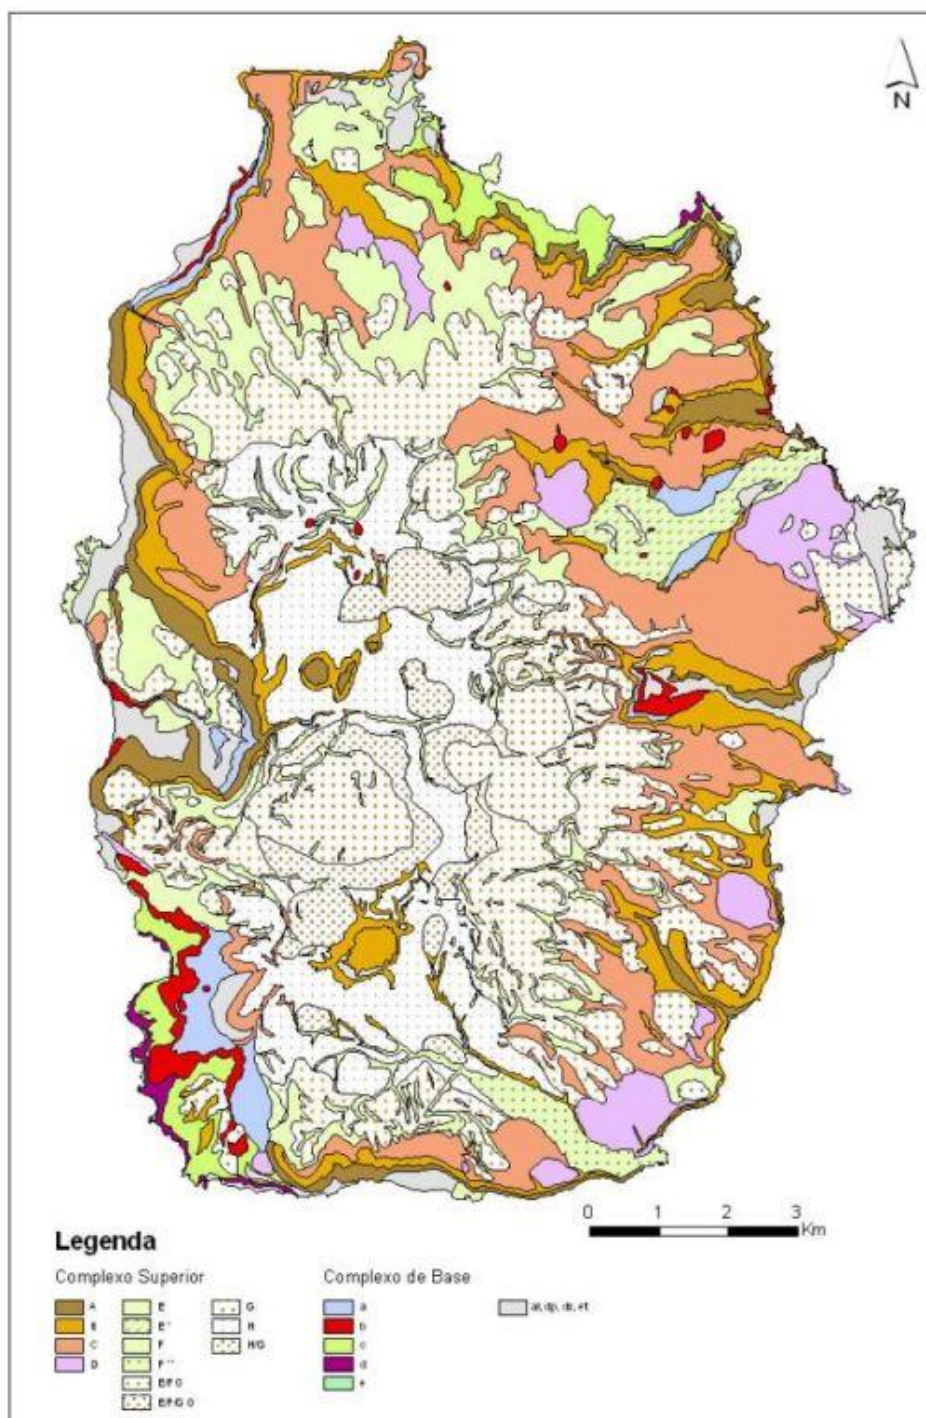 N
0 1 2 3
Km
Legenda
Complexo Superior
A
B
C
D
E
E'
F
F''
E/F G
E/F/G G
G
H
H/G
Complexo de Base
a
b
c
d
e